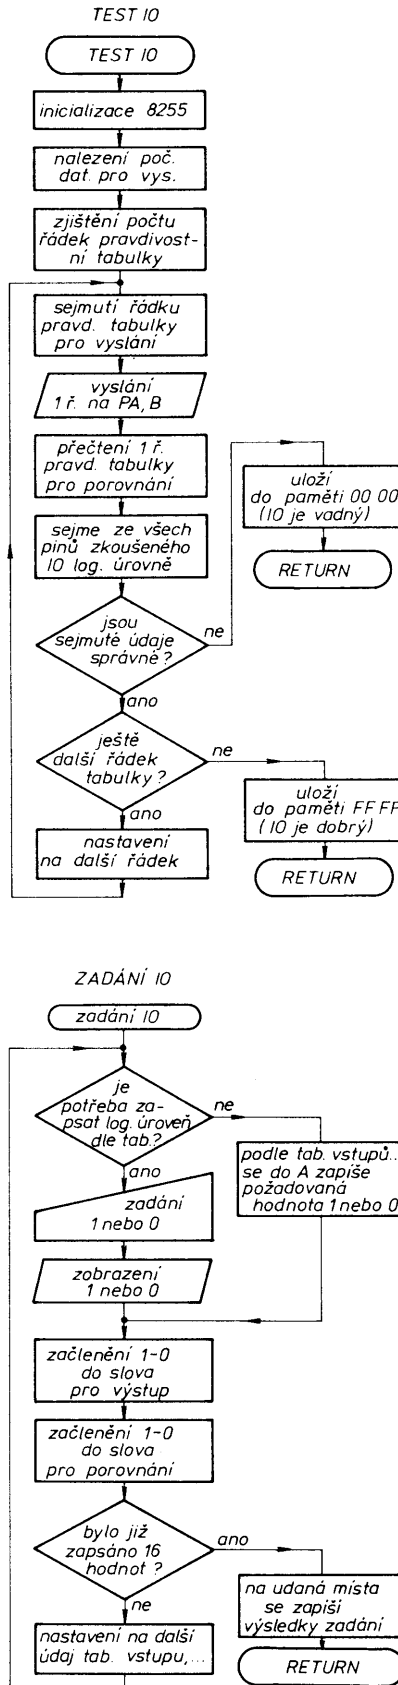 TEST IO
TEST IO
inicializace 8255
nalezení poč.
dat. pro vys.
zjištění počtu
řádek pravdivost-
ní tabulky
sejmutí řádku
pravd. tabulky
pro vyslání
vyslání
1 ř. na PA, B
přečtení 1 ř.
pravd. tabulky
pro porovnání
sejme ze všech
pinů zkoušeného
IO log. úrovně
jsou
sejmuté údaje
správné?
ne
uloží
do paměti 00 00
(IO je vadný)
RETURN
ano
ještě
další řádek
tabulky?
ne
uloží
do paměti FF FF
(IO je dobrý)
RETURN
ano
nastavení
na další řádek
ZADÁNÍ IO
zadání IO
je
potřeba za-
psat log. úroveň
dle tab.?
ne
podle tab. vstupů..
se do A zapíše
požadovaná
hodnota 1 nebo 0
ano
zadání
1 nebo 0
zobrazení
1 nebo 0
začlenění 1-0
do slova
pro výstup
začlenění 1-0
do slova
pro porovnání
bylo již
zapsáno 16
hodnot?
ano
na udaná místa
se zapíší
výsledky zadání
RETURN
ne
nastavení na další
údaj tab. vstupu,...